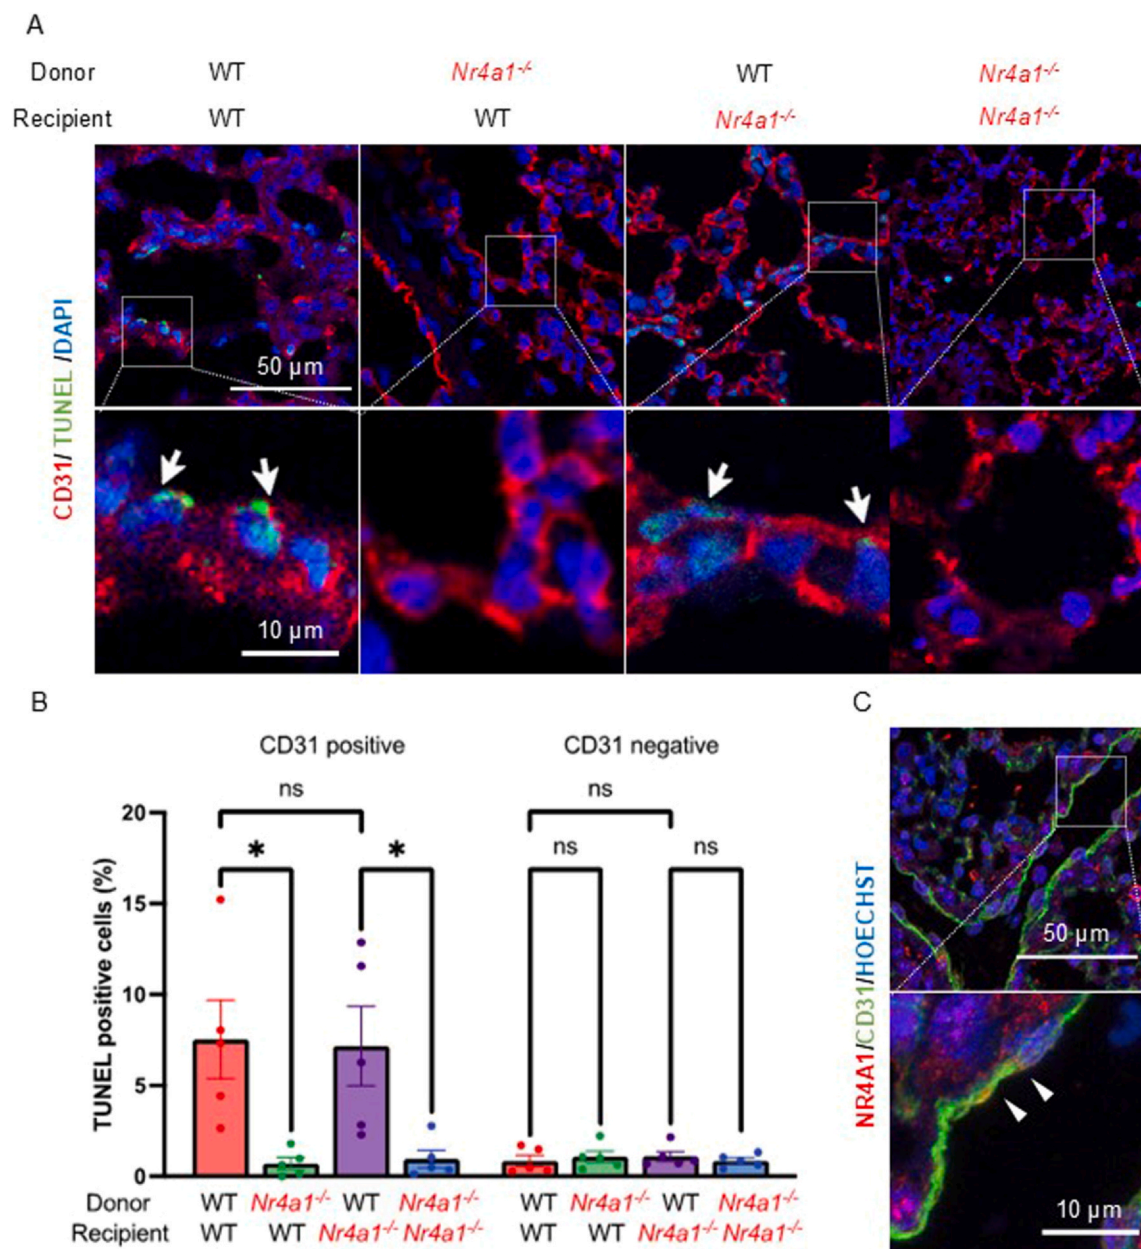 A
Donor WT Nr4a1-/- WT Nr4a1-/-
Recipient WT WT Nr4a1-/- Nr4a1-/-
CD31/ TUNEL /DAPI
50 µm
10 µm
B
CD31 positive CD31 negative
ns ns
* * ns ns
TUNEL positive cells (%)
20
15
10
5
0
Donor WT Nr4a1-/- WT Nr4a1-/- WT Nr4a1-/- WT Nr4a1-/-
Recipient WT WT Nr4a1-/- Nr4a1-/- WT WT Nr4a1-/- Nr4a1-/-
C
NR4A1/CD31/HOECHST
50 µm
10 µm